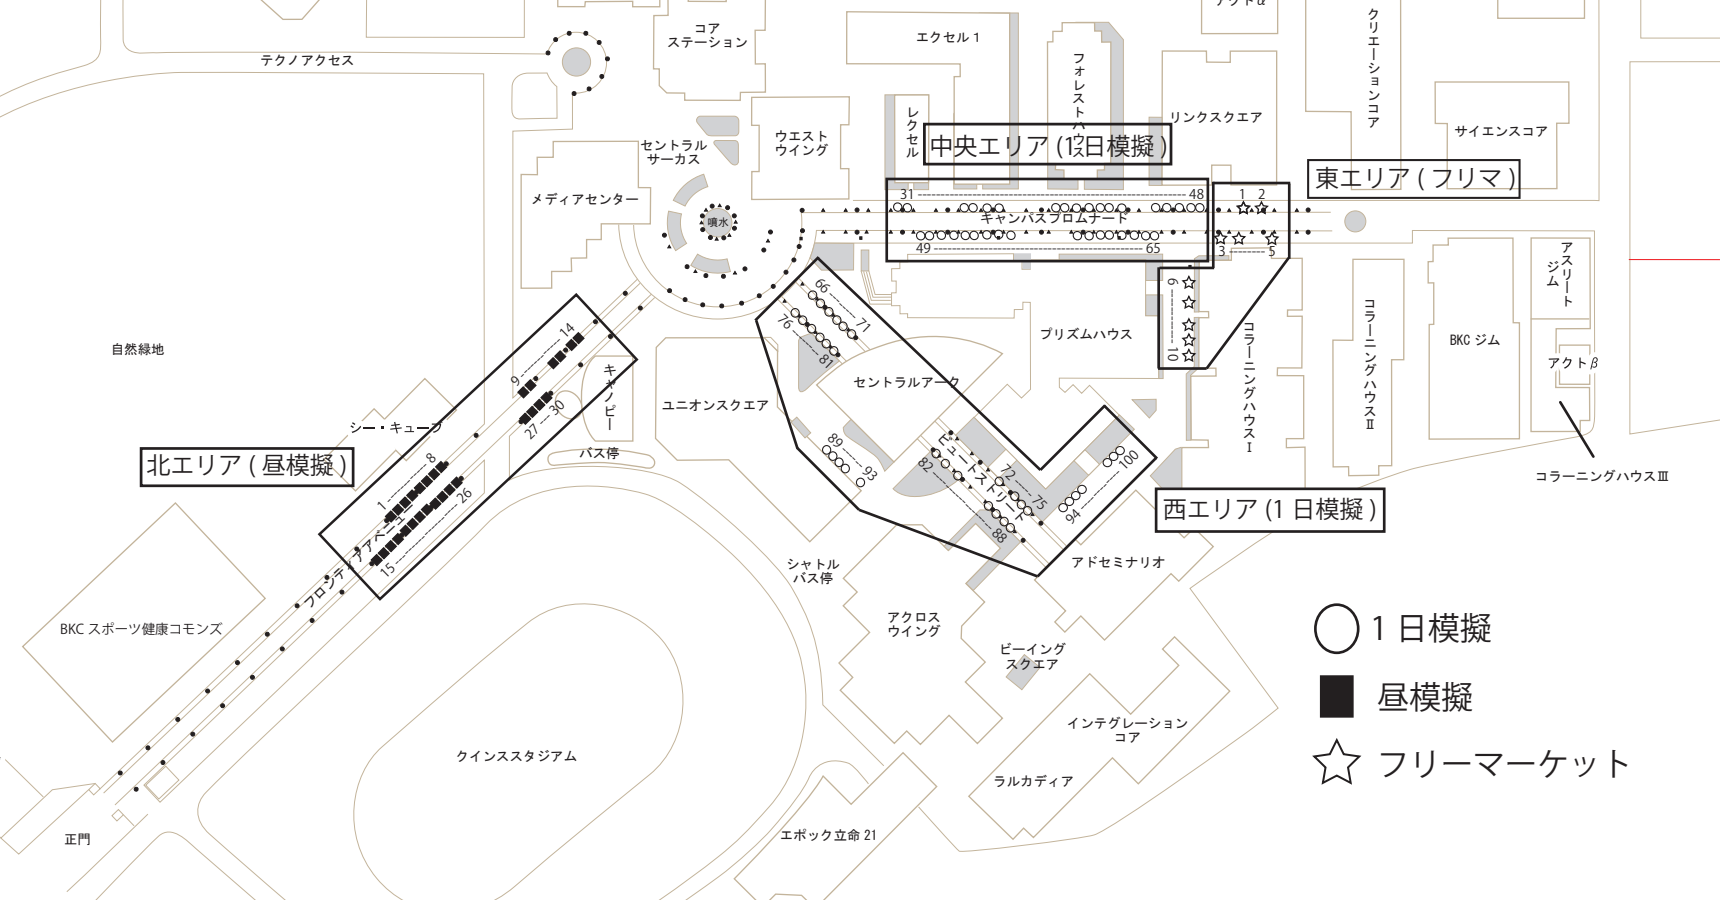 アクトα
コア
ステーション
エクセル 1
クリエーションコア
テクノアクセス
フォレストハウス
レクセル
リンクスクエア
サイエンスコア
ウエスト
ウイング
セントラル
サーカス
中央エリア (1 日模擬 )
東エリア ( フリマ )
メディアセンター
噴水
31 48
キャンパスプロムナード
49 65
1 2
3 5
6
10
アスリート
ジム
66 71
76 81
プリズムハウス
コラーニングハウス I
コラーニングハウス II
BKC ジム
アクトβ
コラーニングハウス III
自然緑地
9 14
27 30
キャノピー
バス停
シー・キューブ
ユニオンスクエア
セントラルアーク
北エリア ( 昼模擬 )
1 8
15 26
フロンティアアベニュー
89 93
ビュートストリート
82 88
72 75
94 100
西エリア (1 日模擬 )
シャトル
バス停
アドセミナリオ
アクロス
ウイング
BKC スポーツ健康コモンズ
ビーイング
スクエア
1 日模擬
昼模擬
フリーマーケット
インテグレーション
コア
クインススタジアム
ラルカディア
エポック立命 21
正門